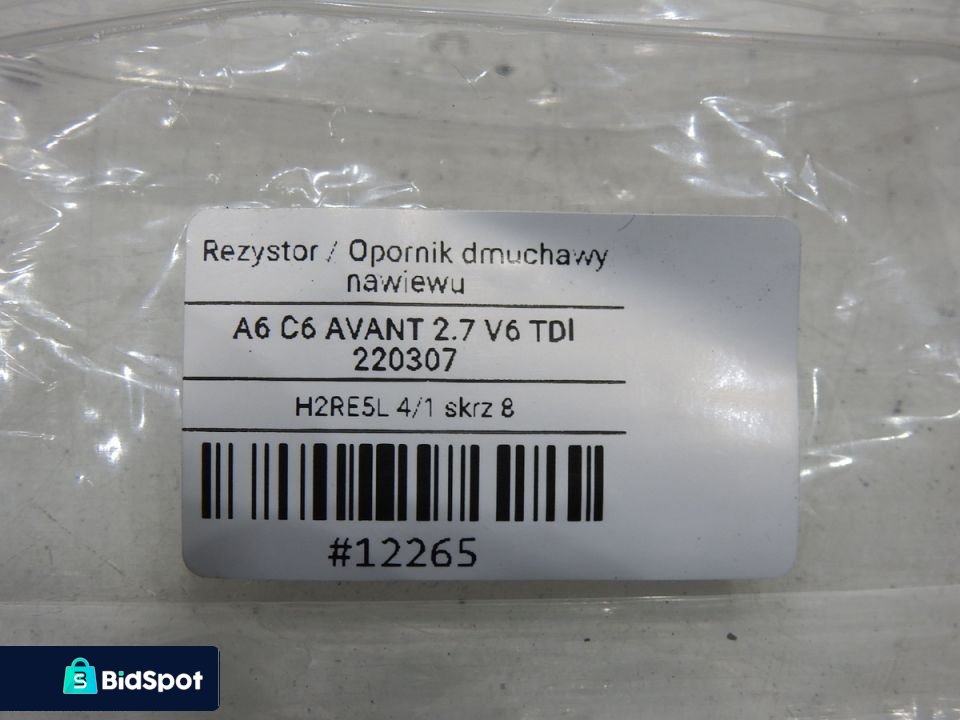 Rezystor / Opornik dmuchawy
nawiewu
A6 C6 AVANT 2.7 V6 TDI
220307
H2RE5L 4/1 skrz 8
#12265
BidSpot